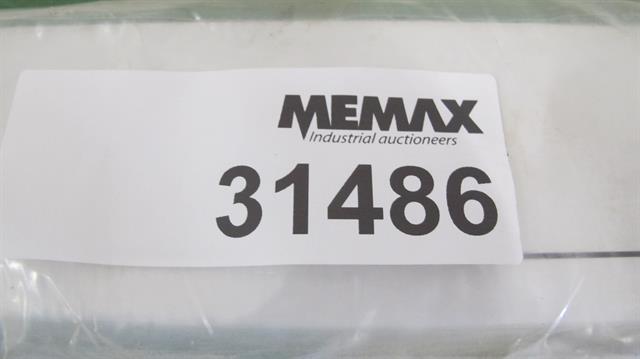 MEMAX
Industrial auctioneers
31486